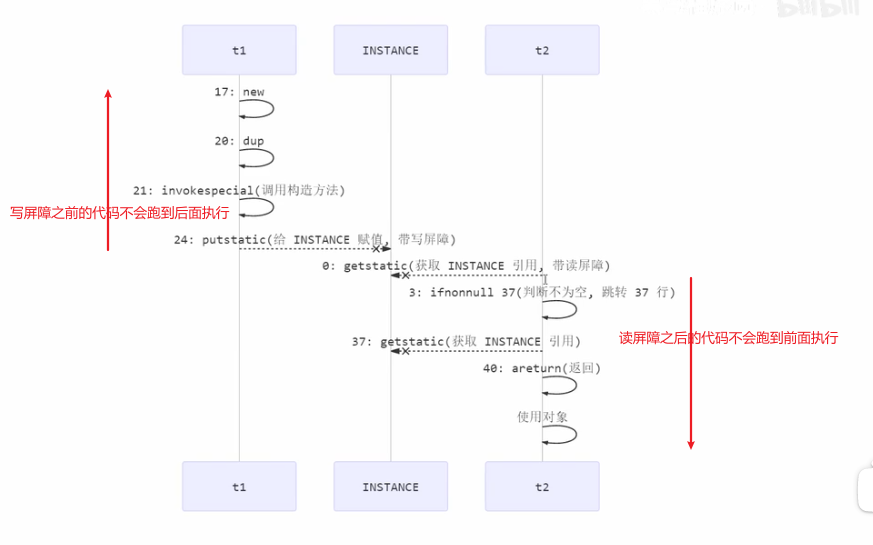 t1
INSTANCE
t2
17: new
20: dup
21: invokespecial(调用构造方法)
写屏障之前的代码不会跑到后面执行
24: putstatic(给 INSTANCE 赋值, 带写屏障)
0: getstatic(获取 INSTANCE 引用, 带读屏障)
3: ifnonnull 37(判断不为空, 跳转 37 行)
37: getstatic(获取 INSTANCE 引用)
读屏障之后的代码不会跑到前面执行
40: areturn(返回)
使用对象
t1
INSTANCE
t2